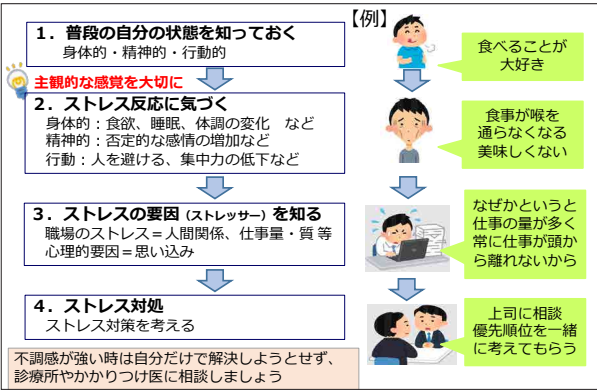 1．普段の自分の状態を知っておく
身体的・精神的・行動的
主観的な感覚を大切に
2．ストレス反応に気づく
身体的：食欲、睡眠、体調の変化　など
精神的：否定的な感情の増加など
行動：人を避ける、集中力の低下など
3．ストレスの要因（ストレッサー）を知る
職場のストレス＝人間関係、仕事量・質 等
心理的要因＝思い込み
4．ストレス対処
ストレス対策を考える
不調感が強い時は自分だけで解決しようとせず、
診療所やかかりつけ医に相談しましょう
【例】
食べることが
大好き
食事が喉を
通らなくなる
美味しくない
なぜかというと
仕事の量が多く
常に仕事が頭か
ら離れないから
上司に相談
優先順位を一緒
に考えてもらう